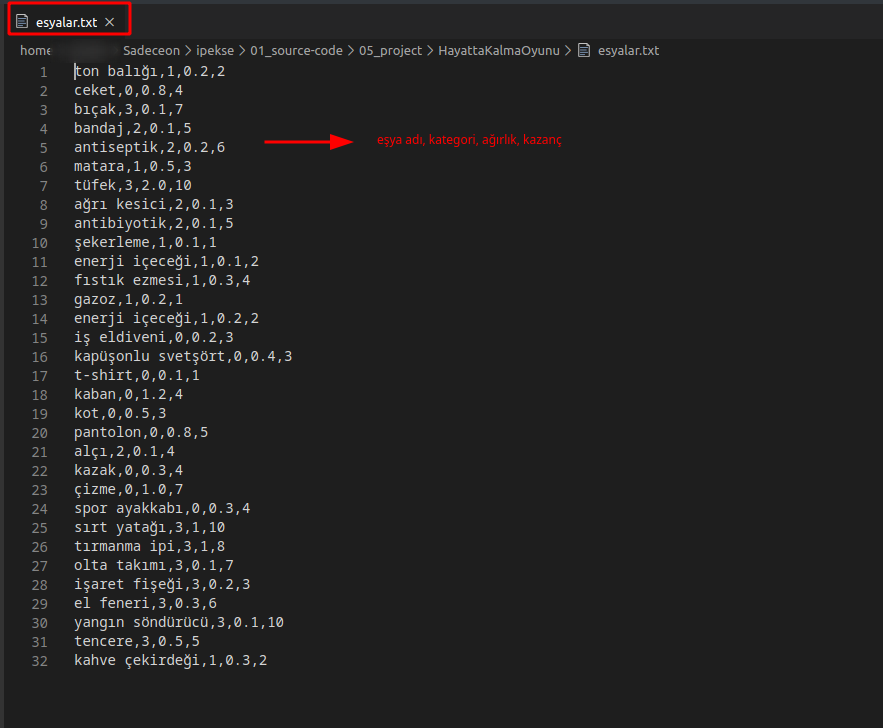 esyalar.txt
home Sadeceon > ipekse > 01_source-code > 05_project > HayattaKalmaOyunu > esyalar.txt
1 ton balığı,1,0.2,2
2 ceket,0,0.8,4
3 bıçak,3,0.1,7
4 bandaj,2,0.1,5
5 antiseptik,2,0.2,6 eşya adı, kategori, ağırlık, kazanç
6 matara,1,0.5,3
7 tüfek,3,2.0,10
8 ağrı kesici,2,0.1,3
9 antibiyotik,2,0.1,5
10 şekerleme,1,0.1,1
11 enerji içeceği,1,0.1,2
12 fıstık ezmesi,1,0.3,4
13 gazoz,1,0.2,1
14 enerji içeceği,1,0.2,2
15 iş eldiveni,0,0.2,3
16 kapüşonlu svetşört,0,0.4,3
17 t-shirt,0,0.1,1
18 kaban,0,1.2,4
19 kot,0,0.5,3
20 pantolon,0,0.8,5
21 alçı,2,0.1,4
22 kazak,0,0.3,4
23 çizme,0,1.0,7
24 spor ayakkabı,0,0.3,4
25 sırt yatağı,3,1,10
26 tırmanma ipi,3,1,8
27 olta takımı,3,0.1,7
28 işaret fişeği,3,0.2,3
29 el feneri,3,0.3,6
30 yangın söndürücü,3,0.1,10
31 tencere,3,0.5,5
32 kahve çekirdeği,1,0.3,2